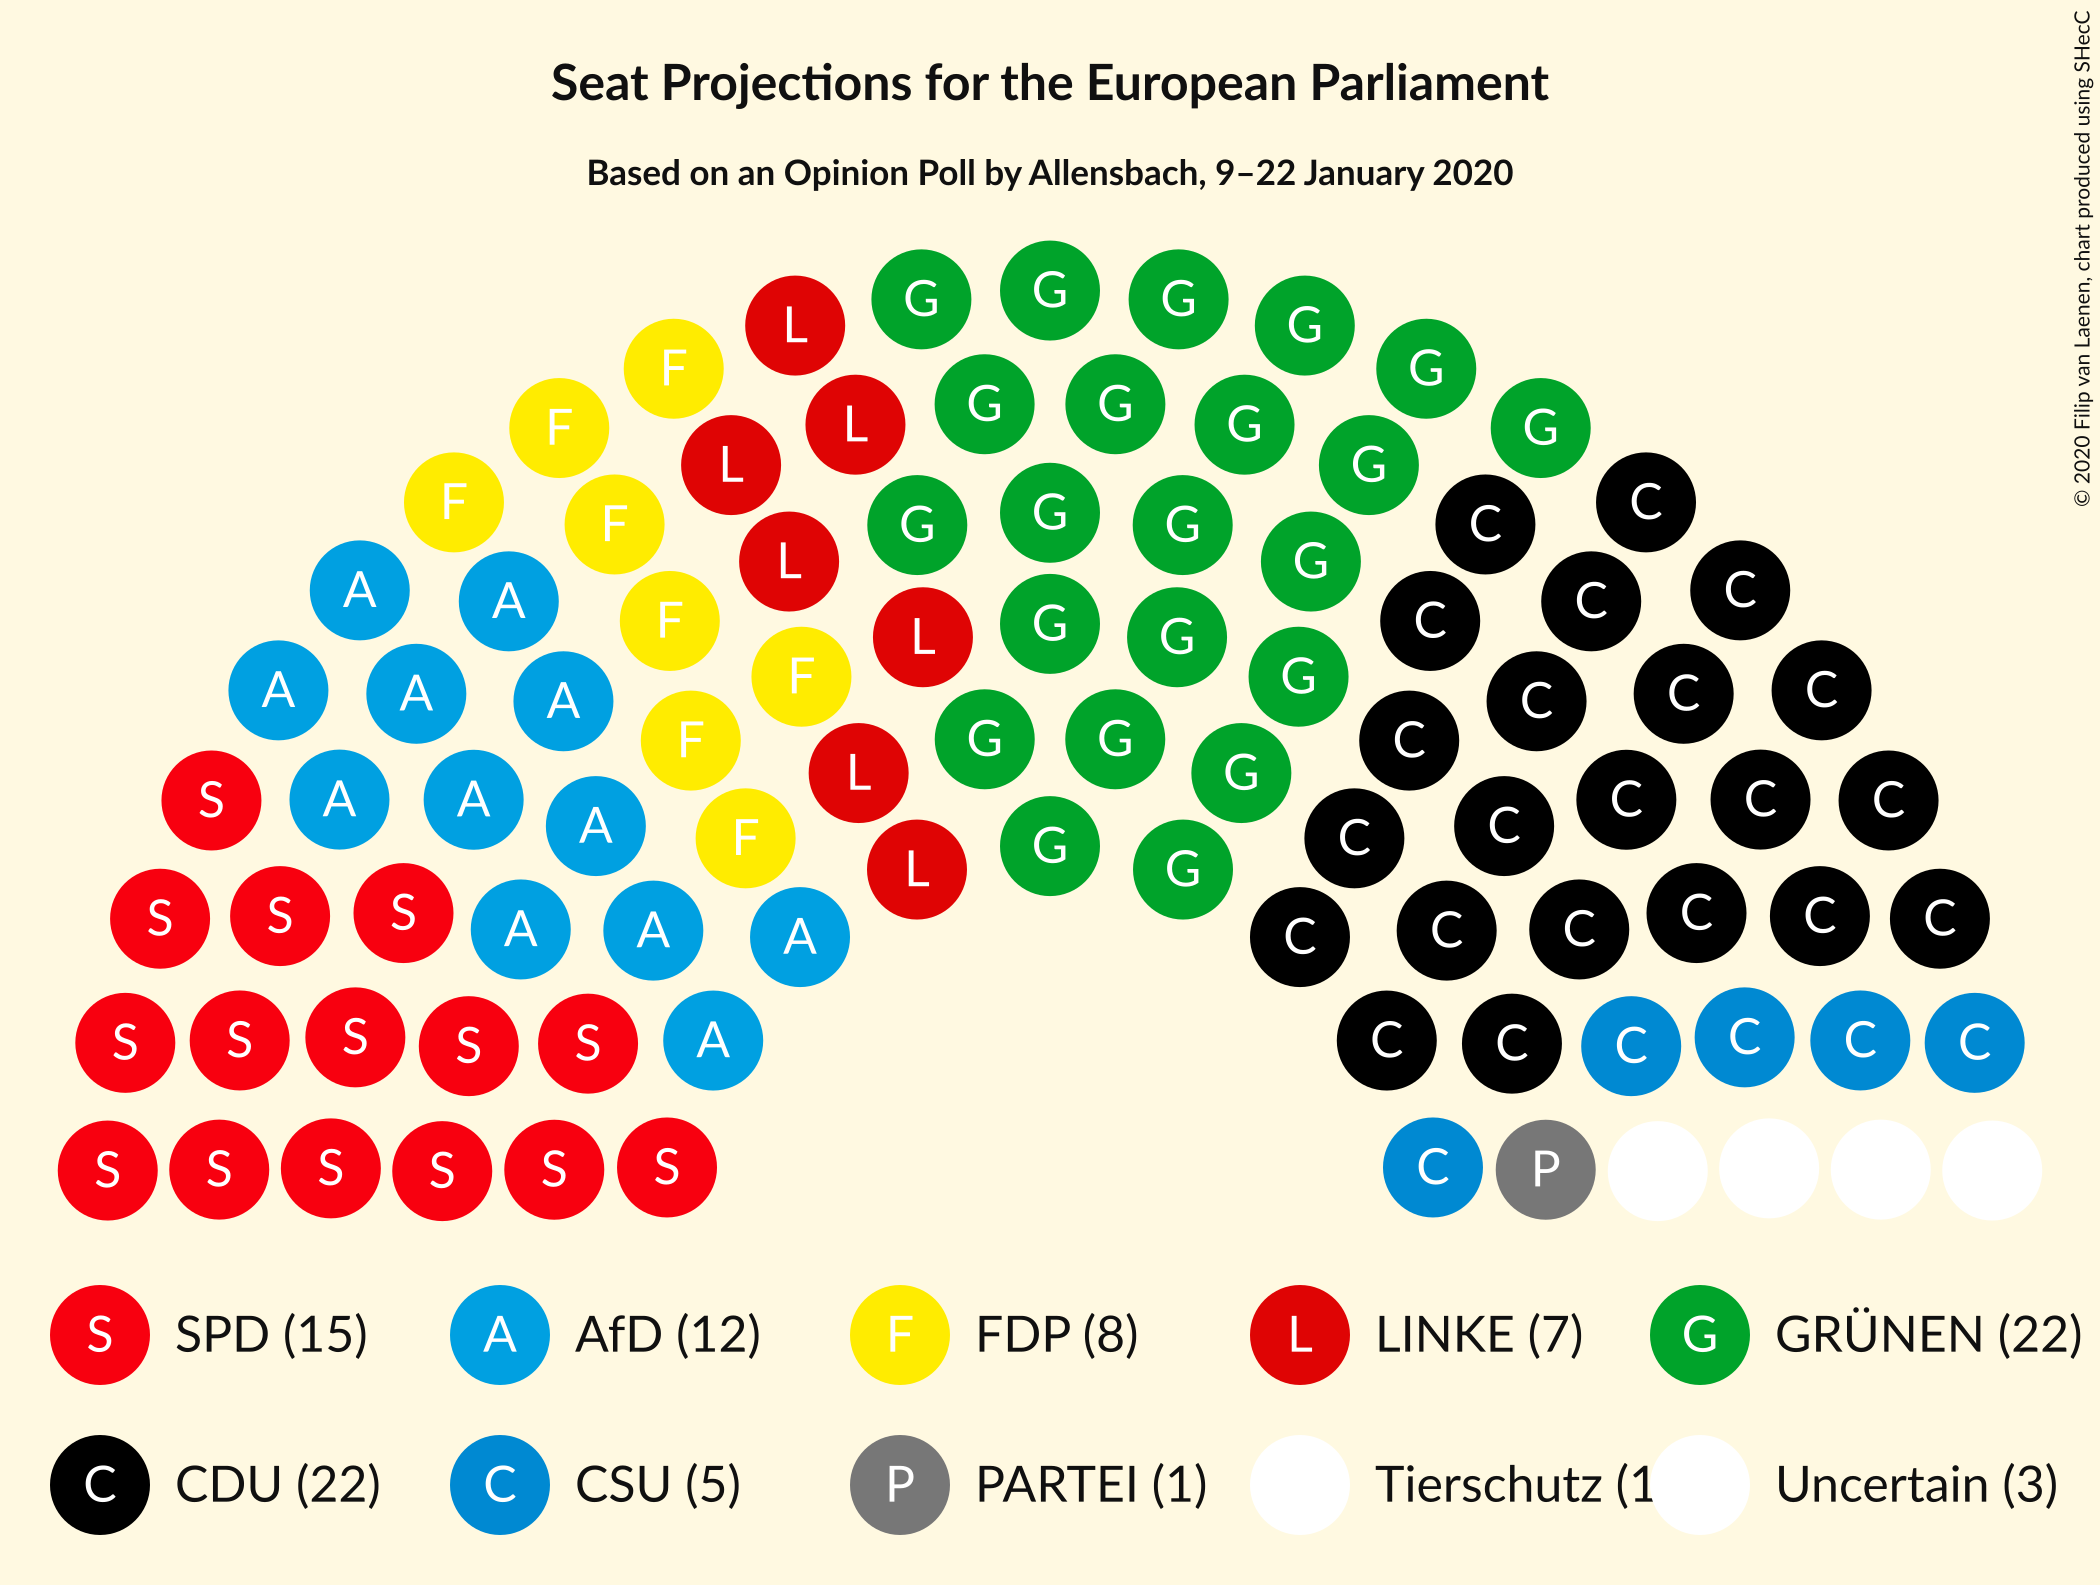 Seat Projections for the European Parliament
Based on an Opinion Poll by Allensbach, 9–22 January 2020
© 2020 Filip van Laenen, chart produced using SHecC
G
G G
L G
F G
F L G G G
L G
F G
F L G G G C C
L G
A A F G G C C C
F L G C
A A A F G C C C C
F L G C
S A A A F G C C C C C
L G
S S S A A A C C C C C C
S S S S S A C C C C C C
S S S S S S C P
S SPD (15) A AfD (12) F FDP (8) L LINKE (7) G GRÜNEN (22)
C CDU (22) C CSU (5) P PARTEI (1) Tierschutz (1 Uncertain (3)